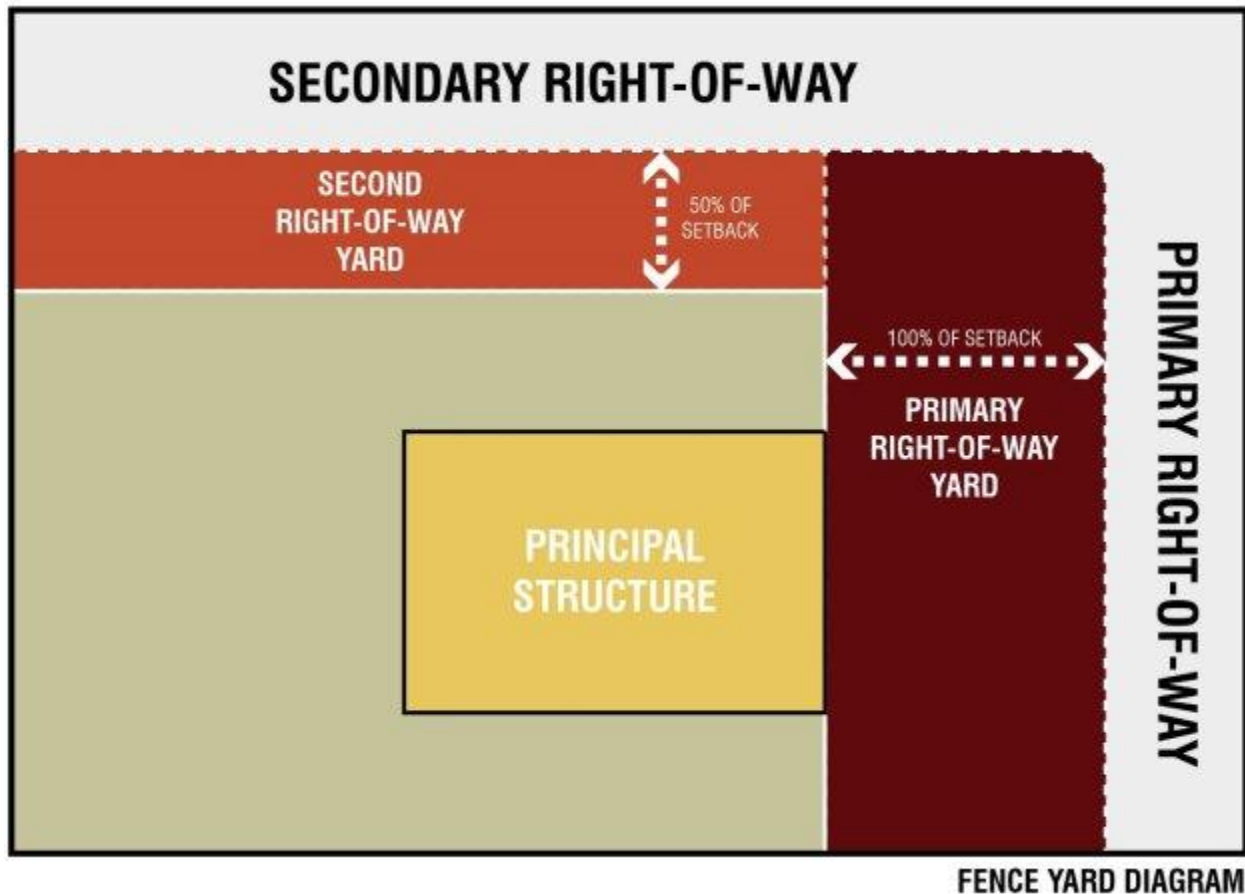 SECONDARY RIGHT-OF-WAY
SECOND
RIGHT-OF-WAY
YARD
50% OF
SETBACK
100% OF SETBACK
PRIMARY
RIGHT-OF-WAY
YARD
PRIMARY RIGHT-OF-WAY
PRINCIPAL
STRUCTURE
FENCE YARD DIAGRAM